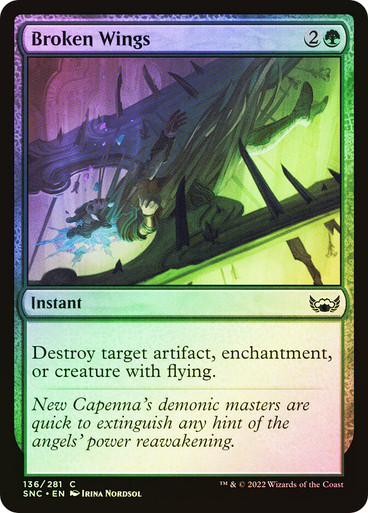 Broken Wings 2
Instant
Destroy target artifact, enchantment,
or creature with flying.
New Capenna's demonic masters are
quick to extinguish any hint of the
angels' power reawakening.
136/281 C
SNC • EN Irina Nordsol
™ & © 2022 Wizards of the Coast